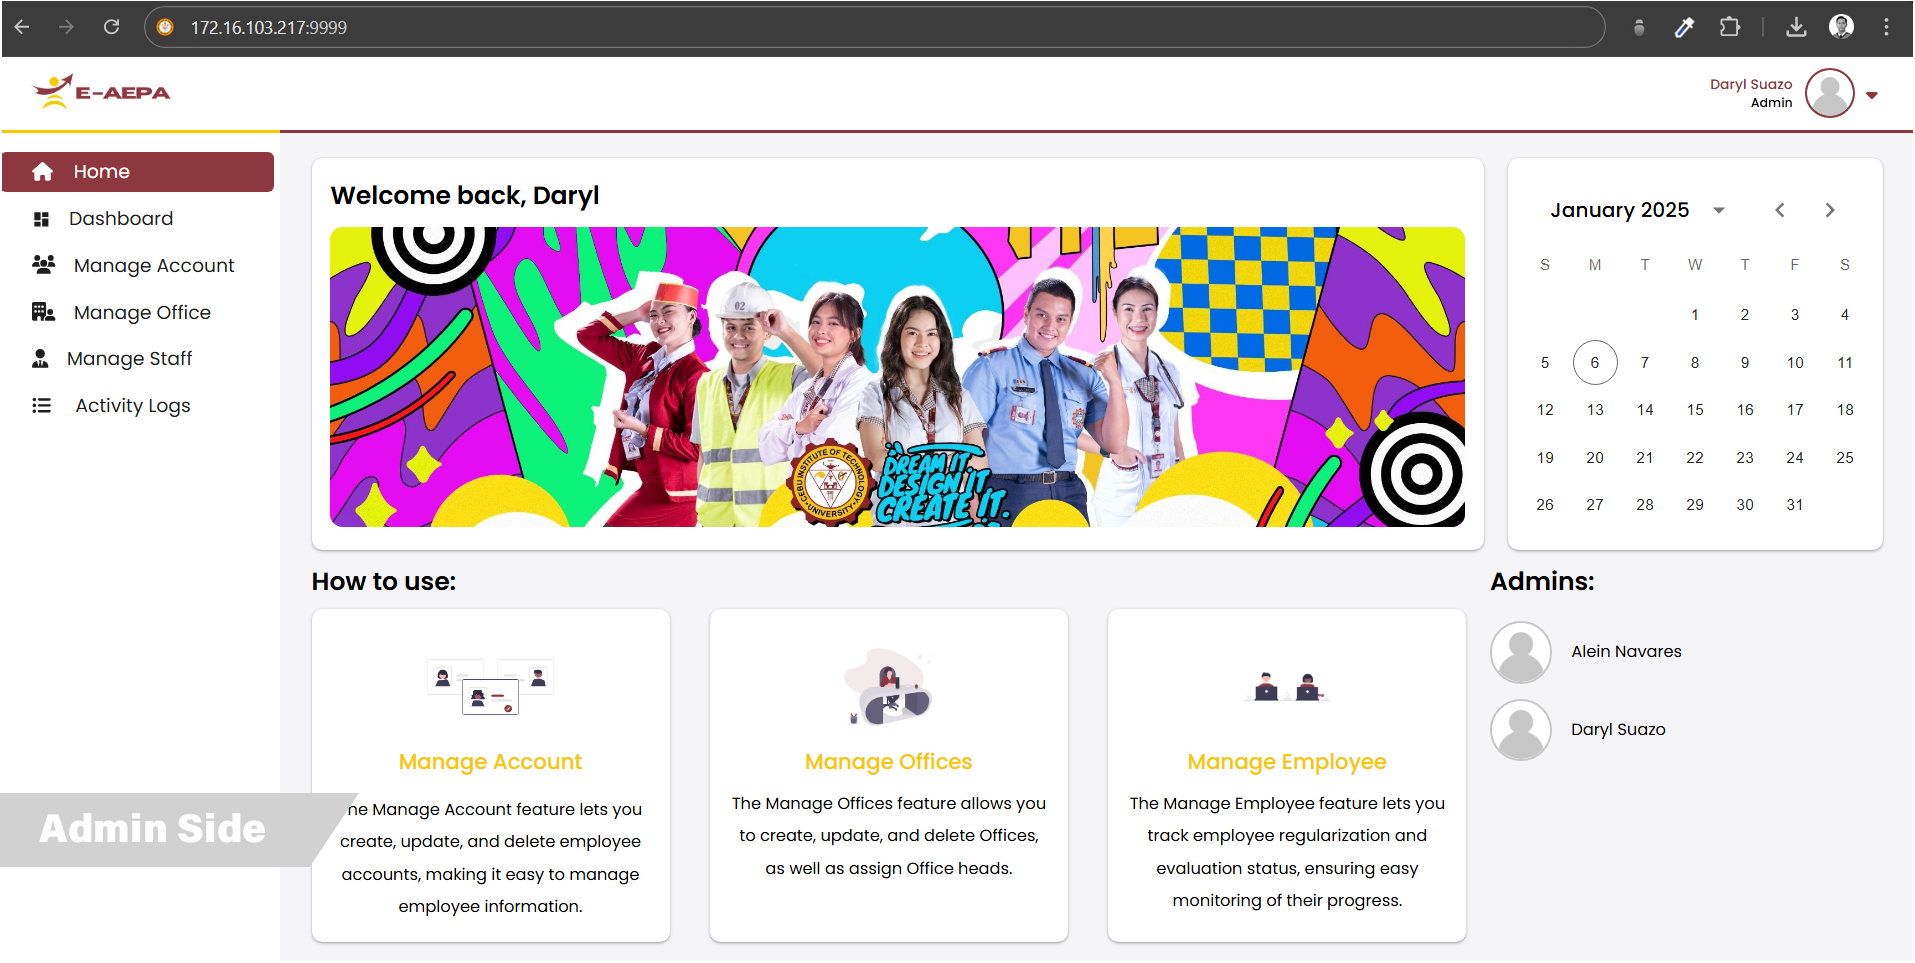 172.16.103.217:9999
E-AEPA
Daryl Suazo
Admin
Home
Dashboard
Manage Account
Manage Office
Manage Staff
Activity Logs
Welcome back, Daryl
02
CEBU INSTITUTE OF TECHNOLOGY
UNIVERSITY
DREAM IT
DESIGN IT
CREATE IT.
January 2025
S M T W T F S
1 2 3 4
5 6 7 8 9 10 11
12 13 14 15 16 17 18
19 20 21 22 23 24 25
26 27 28 29 30 31
How to use:
Manage Account
he Manage Account feature lets you
create, update, and delete employee
accounts, making it easy to manage
employee information.
Manage Offices
The Manage Offices feature allows you
to create, update, and delete Offices,
as well as assign Office heads.
Manage Employee
The Manage Employee feature lets you
track employee regularization and
evaluation status, ensuring easy
monitoring of their progress.
Admins:
Alein Navares
Daryl Suazo
Admin Side